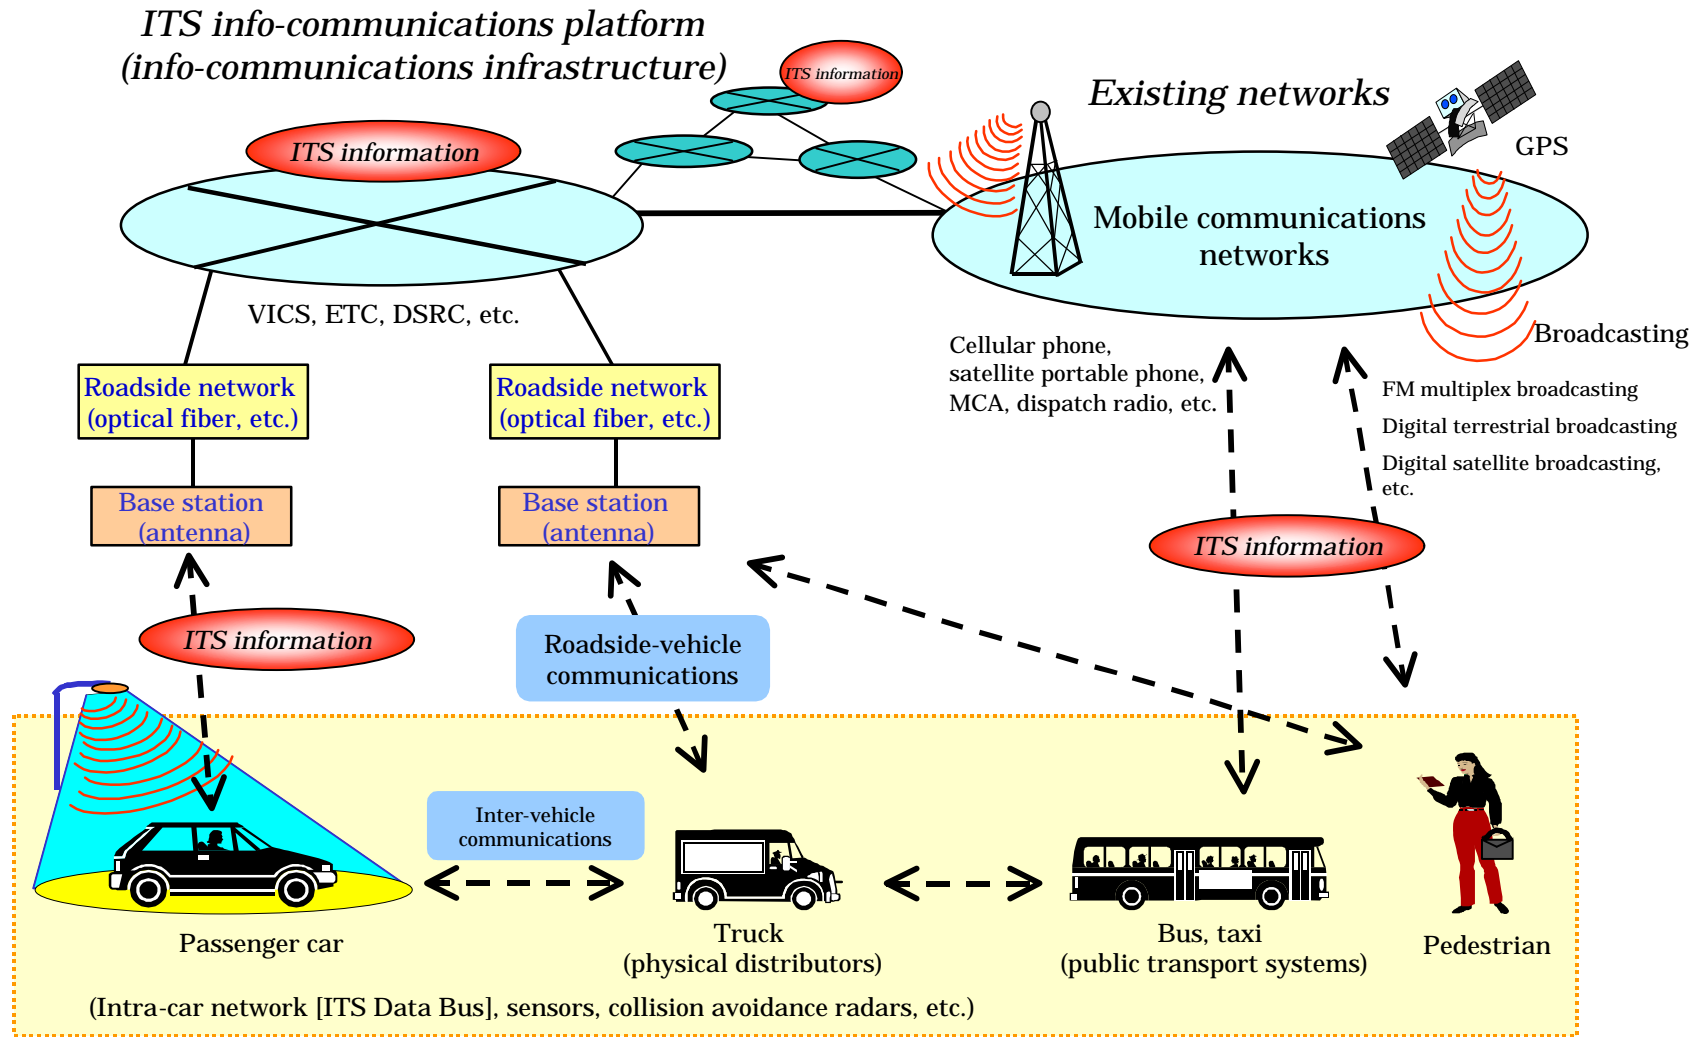 ITS info-communications platform
(info-communications infrastructure)
ITS information
Existing networks
GPS
ITS information
Mobile communications
networks
VICS, ETC, DSRC, etc.
Broadcasting
Cellular phone,
satellite portable phone,
MCA, dispatch radio, etc.
FM multiplex broadcasting
Digital terrestrial broadcasting
Digital satellite broadcasting,
etc.
Roadside network
(optical fiber, etc.)
Roadside network
(optical fiber, etc.)
Base station
(antenna)
Base station
(antenna)
ITS information
ITS information
Roadside-vehicle
communications
Inter-vehicle
communications
Passenger car
Truck
(physical distributors)
Bus, taxi
(public transport systems)
Pedestrian
(Intra-car network [ITS Data Bus], sensors, collision avoidance radars, etc.)